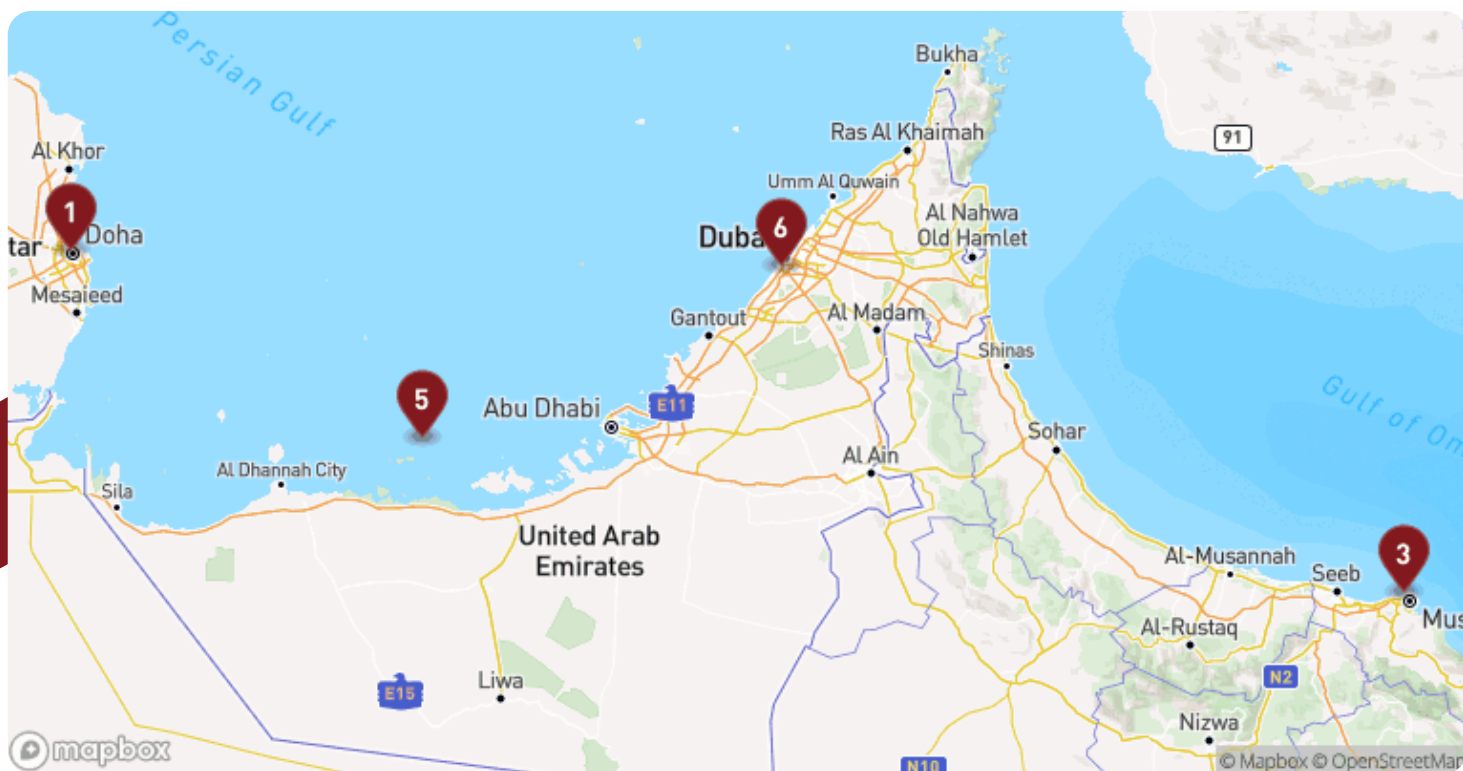 Persian Gulf
Bukha
91
Al Khor
Ras Al Khaimah
Umm Al Quwain
1
Doha
tar
6
Duba
Al Nahwa
Old Hamlet
Mesaieed
Gantout
Al Madam
Shinas
5
Abu Dhabi
E11
Gulf of Om
Sohar
Al Ain
Al Dhannah City
Sila
United Arab
Emirates
3
Al-Musannah
Seeb
Mus
Al-Rustaq
Liwa
E15
N2
Nizwa
N10
mapbox
© Mapbox © OpenStreetMap